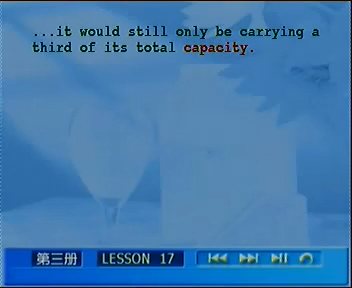 ...it would still only be carrying a
third of its total capacity.
第三册 LESSON 17